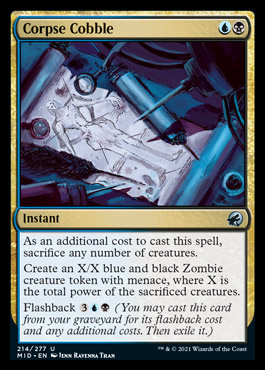 Corpse Cobble
Instant
As an additional cost to cast this spell,
sacrifice any number of creatures.
Create an X/X blue and black Zombie
creature token with menace, where X is
the total power of the sacrificed creatures.
Flashback 3 (You may cast this card
from your graveyard for its flashback cost
and any additional costs. Then exile it.)
214/277 U
MID • EN JENN RAVENNA TRAN
™ & © 2021 Wizards of the Coast